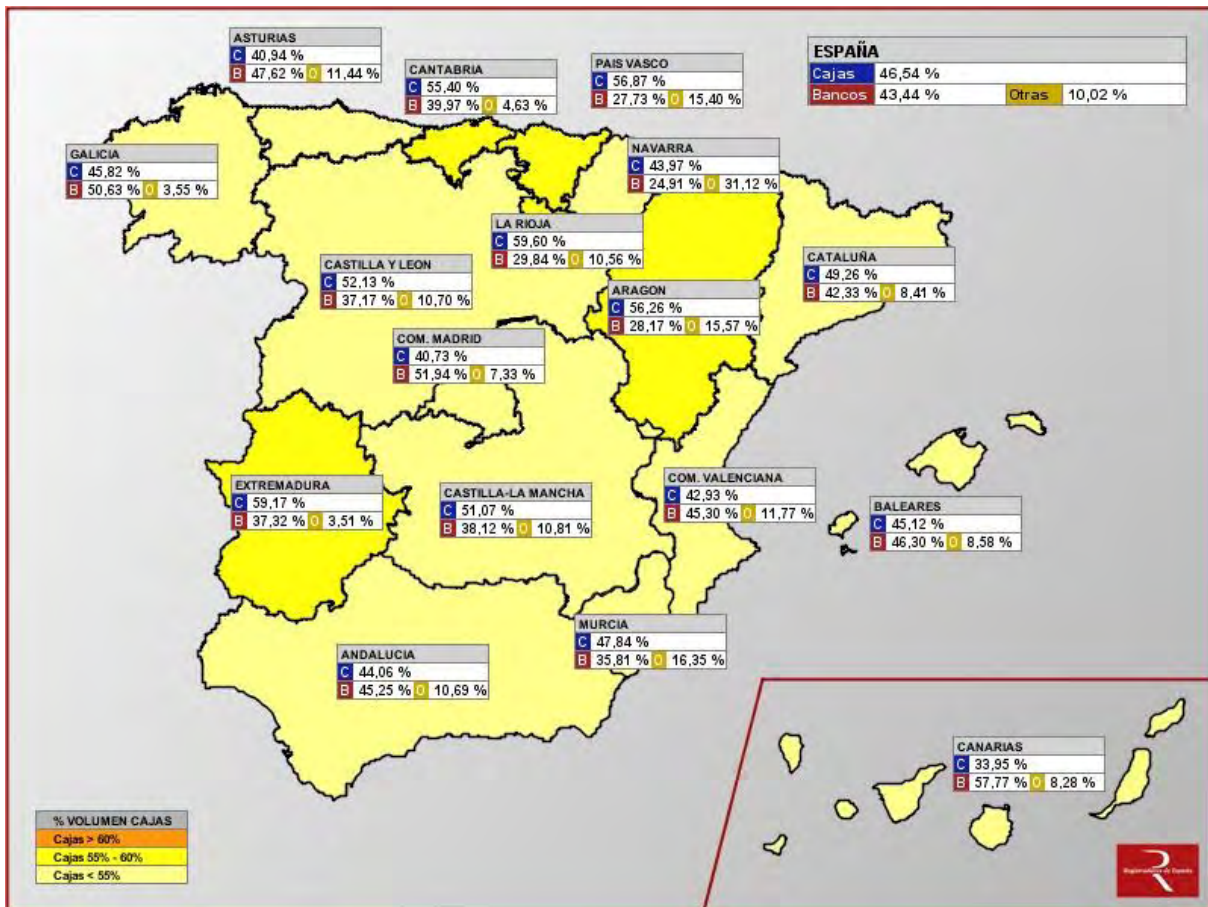 ASTURIAS
C 40,94 %
B 47,62 % O 11,44 %
CANTABRIA
C 55,40 %
B 39,97 % O 4,63 %
PAIS VASCO
C 56,87 %
B 27,73 % O 15,40 %
ESPAÑA
Cajas 46,54 %
Bancos 43,44 % Otras 10,02 %
GALICIA
C 45,82 %
B 50,63 % O 3,55 %
NAVARRA
C 43,97 %
B 24,91 % O 31,12 %
LA RIOJA
C 59,60 %
B 29,84 % O 10,56 %
CASTILLA Y LEON
C 52,13 %
B 37,17 % O 10,70 %
ARAGON
C 56,26 %
B 28,17 % O 15,57 %
CATALUÑA
C 49,26 %
B 42,33 % O 8,41 %
COM. MADRID
C 40,73 %
B 51,94 % O 7,33 %
EXTREMADURA
C 59,17 %
B 37,32 % O 3,51 %
CASTILLA-LA MANCHA
C 51,07 %
B 38,12 % O 10,81 %
COM. VALENCIANA
C 42,93 %
B 45,30 % O 11,77 %
BALEARES
C 45,12 %
B 46,30 % O 8,58 %
ANDALUCIA
C 44,06 %
B 45,25 % O 10,69 %
MURCIA
C 47,84 %
B 35,81 % O 16,35 %
CANARIAS
C 33,95 %
B 57,77 % O 8,28 %
% VOLUMEN CAJAS
Cajas > 60%
Cajas 55% - 60%
Cajas < 55%
R
Registradores de España